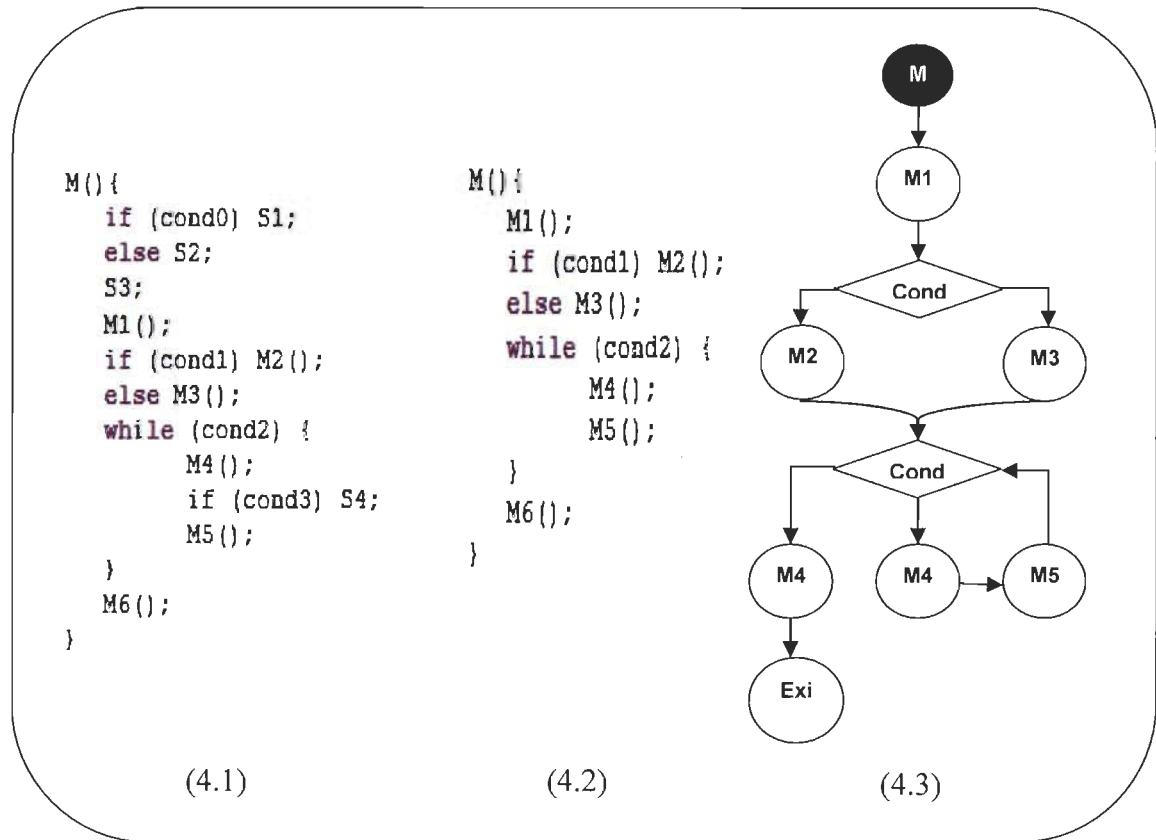 M(){
if (cond0) S1;
else S2;
S3;
M1();
if (cond1) M2();
else M3();
while (cond2) {
M4();
if (cond3) S4;
M5();
}
M6();
}
(4.1)
M(){
M1();
if (cond1) M2();
else M3();
while (cond2) {
M4();
M5();
}
M6();
}
(4.2)
M
M1
Cond
M2
M3
Cond
M4
M4
M5
Exi
(4.3)